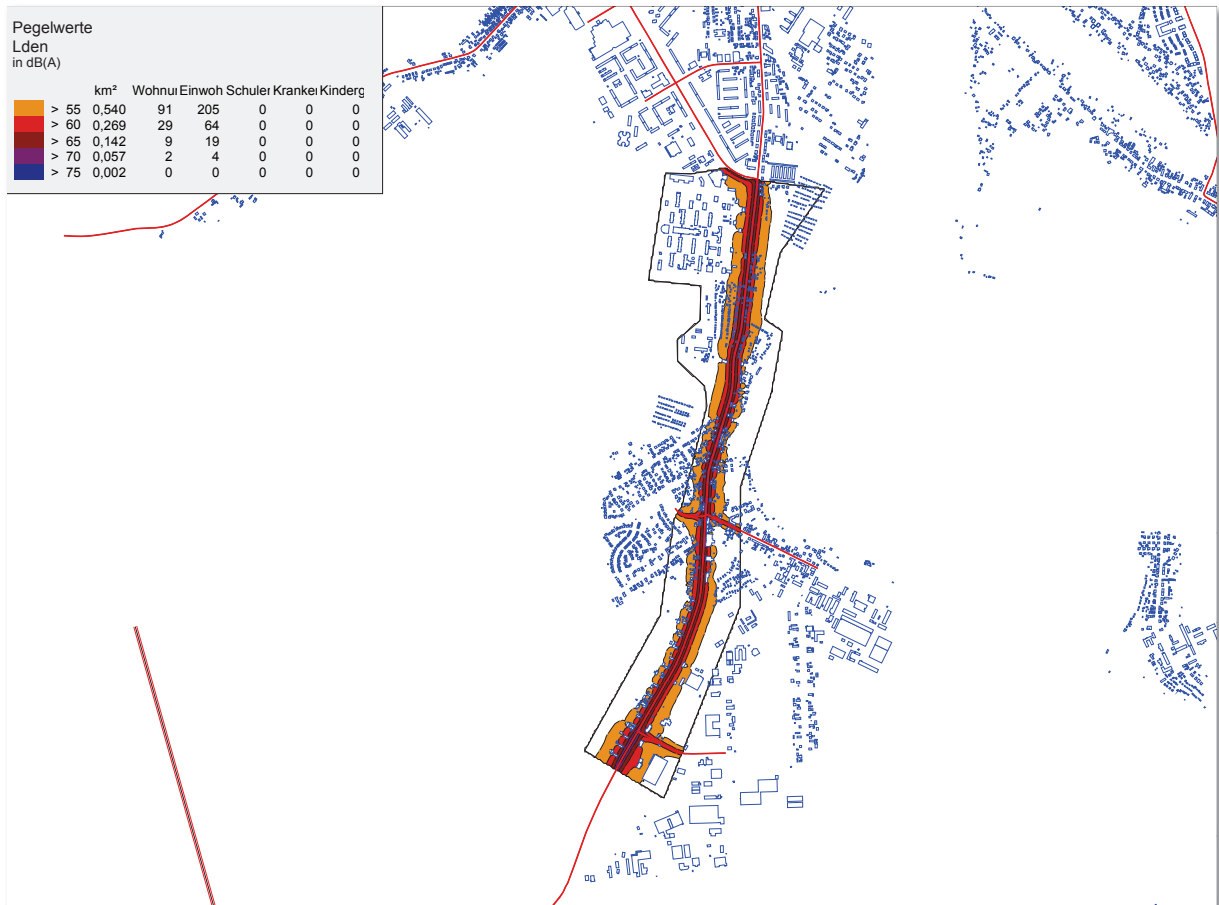 Pegelwerte
Lden
in dB(A)
km² Wohnu Einwoh Schuler Kranke Kinderg
> 55 0,540 91 205 0 0 0
> 60 0,269 29 64 0 0 0
> 65 0,142 9 19 0 0 0
> 70 0,057 2 4 0 0 0
> 75 0,002 0 0 0 0 0